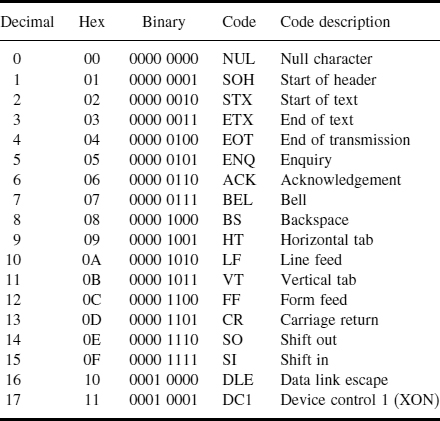 Decimal Hex Binary Code Code description
0 00 0000 0000 NUL Null character
1 01 0000 0001 SOH Start of header
2 02 0000 0010 STX Start of text
3 03 0000 0011 ETX End of text
4 04 0000 0100 EOT End of transmission
5 05 0000 0101 ENQ Enquiry
6 06 0000 0110 ACK Acknowledgement
7 07 0000 0111 BEL Bell
8 08 0000 1000 BS Backspace
9 09 0000 1001 HT Horizontal tab
10 0A 0000 1010 LF Line feed
11 0B 0000 1011 VT Vertical tab
12 0C 0000 1100 FF Form feed
13 0D 0000 1101 CR Carriage return
14 0E 0000 1110 SO Shift out
15 0F 0000 1111 SI Shift in
16 10 0001 0000 DLE Data link escape
17 11 0001 0001 DC1 Device control 1 (XON)